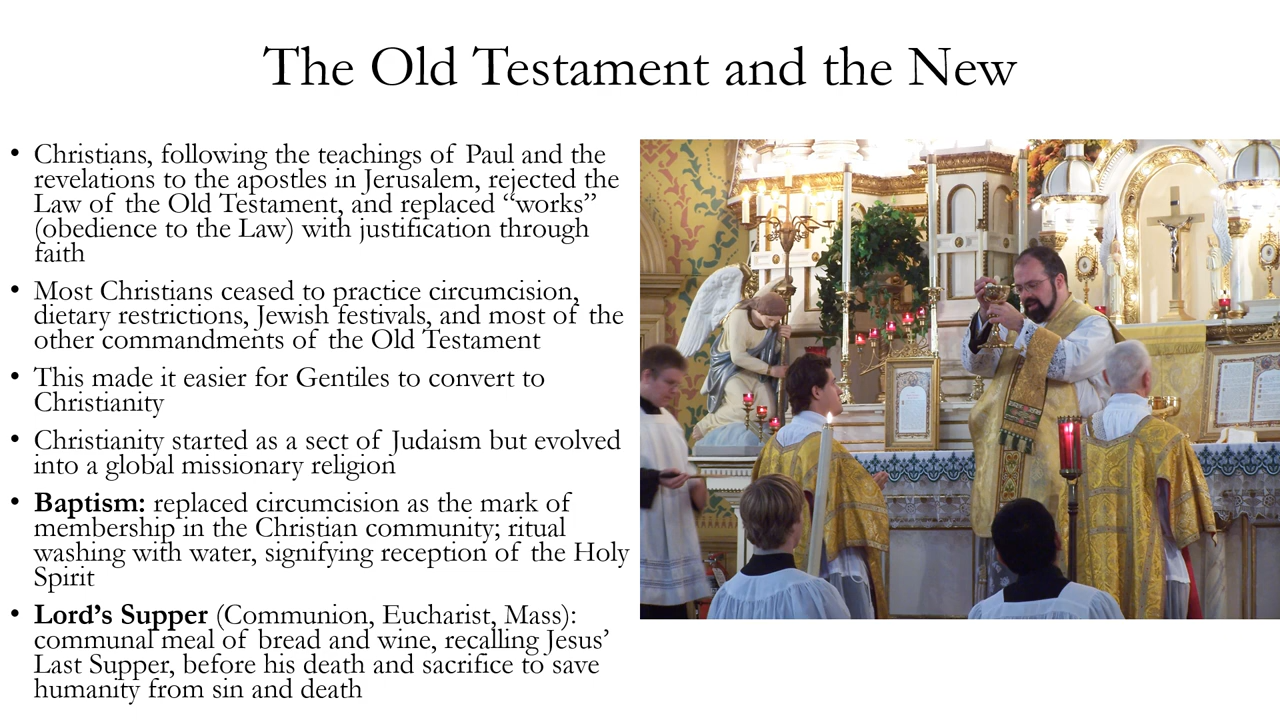 The Old Testament and the New
• Christians, following the teachings of Paul and the
revelations to the apostles in Jerusalem, rejected the
Law of the Old Testament, and replaced “works”
(obedience to the Law) with justification through
faith
• Most Christians ceased to practice circumcision,
dietary restrictions, Jewish festivals, and most of the
other commandments of the Old Testament
• This made it easier for Gentiles to convert to
Christianity
• Christianity started as a sect of Judaism but evolved
into a global missionary religion
• Baptism: replaced circumcision as the mark of
membership in the Christian community; ritual
washing with water, signifying reception of the Holy
Spirit
• Lord’s Supper (Communion, Eucharist, Mass):
communal meal of bread and wine, recalling Jesus’
Last Supper, before his death and sacrifice to save
humanity from sin and death